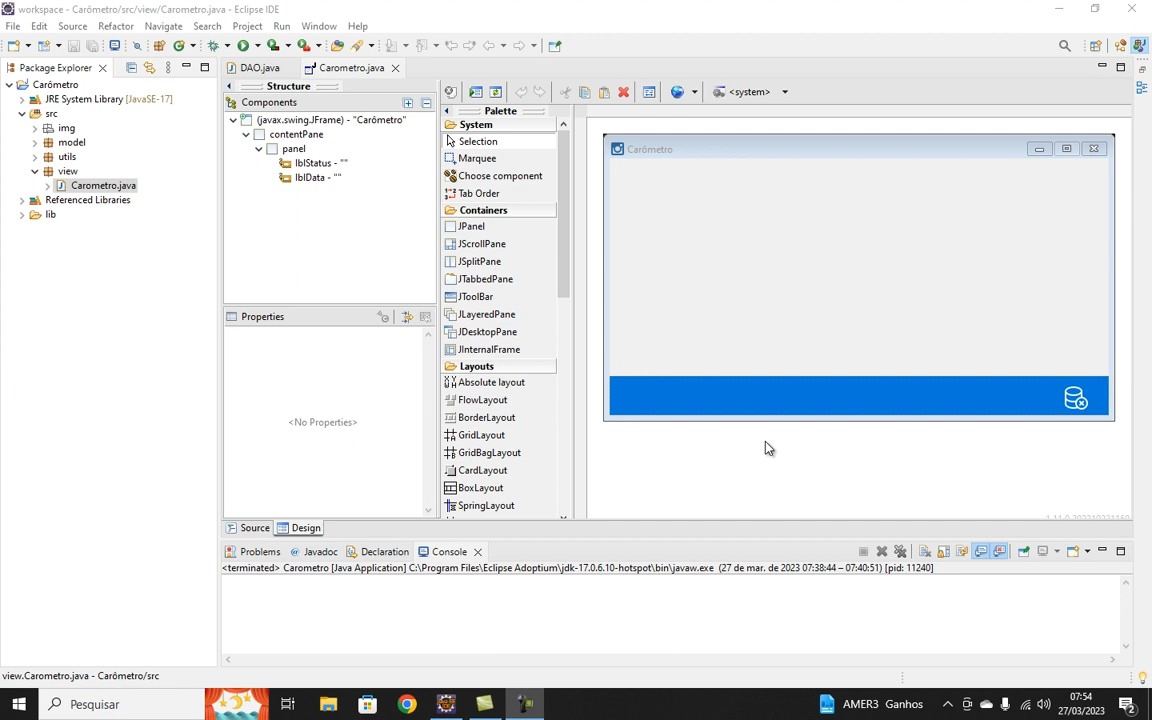 workspace - Carômetro/src/view/Carometro.java - Eclipse IDE
File Edit Source Refactor Navigate Search Project Run Window Help
Package Explorer
Carômetro
JRE System Library [JavaSE-17]
src
img
model
utils
view
Carometro.java
Referenced Libraries
lib
DAO.java
Carometro.java
Structure
Components
(javax.swing.JFrame) - "Carômetro"
contentPane
panel
lblStatus - ""
lblData - ""
Properties
<No Properties>
<system>
Palette
System
Selection
Marquee
Choose component
Tab Order
Containers
JPanel
JScrollPane
JSplitPane
JTabbedPane
JToolBar
JLayeredPane
JDesktopPane
JInternalFrame
Layouts
Absolute layout
FlowLayout
BorderLayout
GridLayout
GridBagLayout
CardLayout
BoxLayout
SpringLayout
Carômetro
Source Design
Problems Javadoc Declaration Console
<terminated> Carometro [Java Application] C:\Program Files\Eclipse Adoptium\jdk-17.0.6.10-hotspot\bin\javaw.exe (27 de mar. de 2023 07:38:44 – 07:40:51) [pid: 11240]
view.Carometro.java - Carômetro/src
Pesquisar
AMER3 Ganhos
07:54
27/03/2023
2